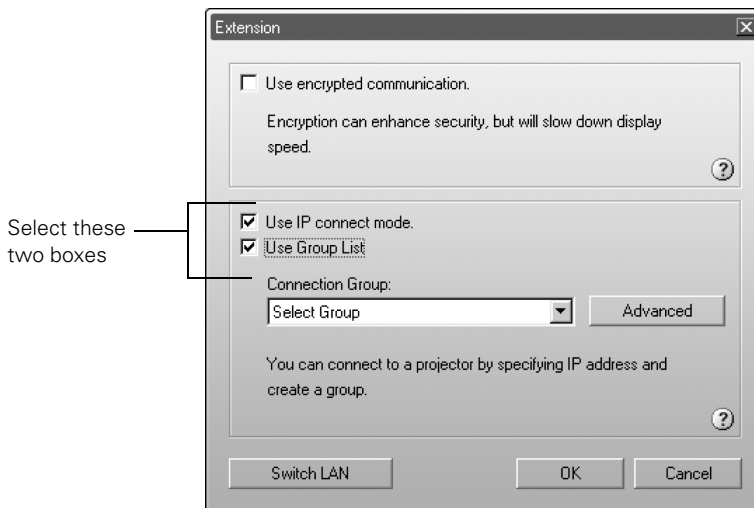 Extension
Use encrypted communication.
Encryption can enhance security, but will slow down display
speed.
?
Select these
two boxes
Use IP connect mode.
Use Group List
Connection Group:
Select Group
Advanced
You can connect to a projector by specifying IP address and
create a group.
?
Switch LAN
OK
Cancel